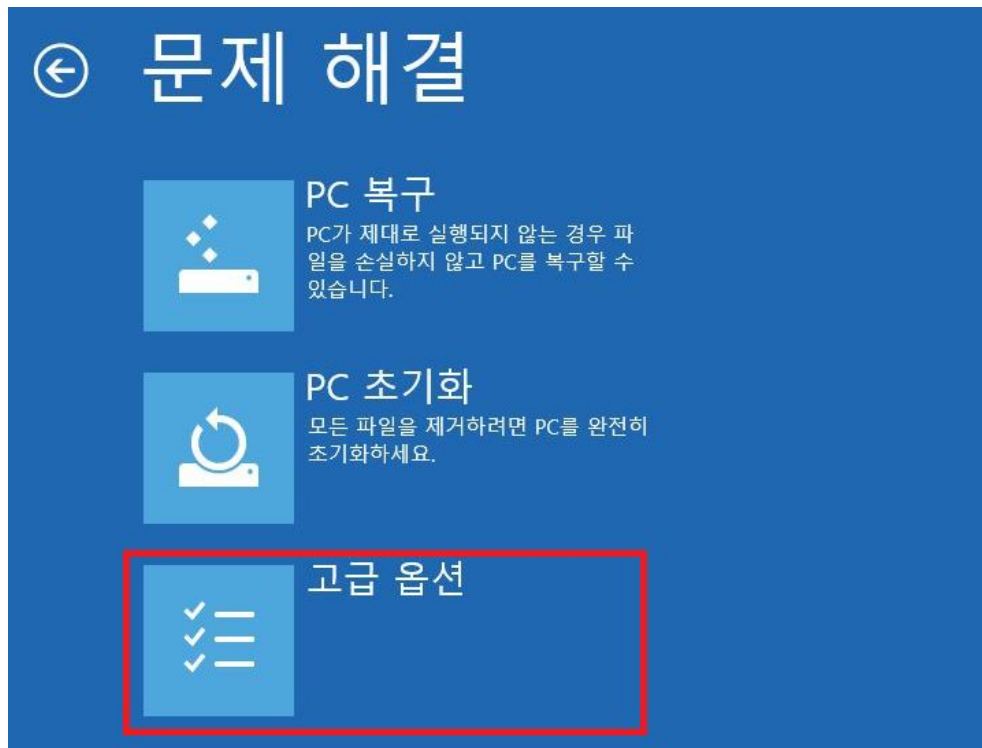 문제 해결
PC 복구
PC가 제대로 실행되지 않는 경우 파
일을 손실하지 않고 PC를 복구할 수
있습니다.
PC 초기화
모든 파일을 제거하려면 PC를 완전히
초기화하세요.
고급 옵션